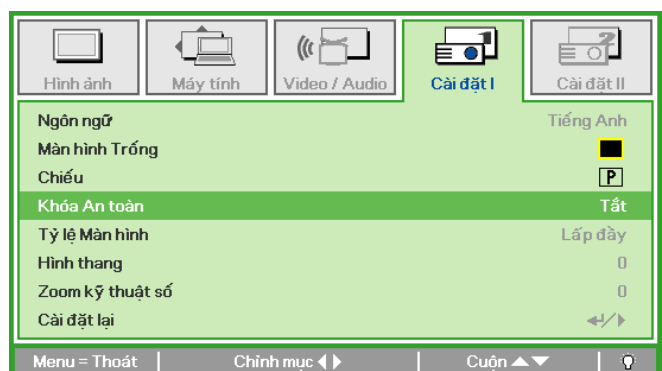 Hình ảnh
Máy tính
Video / Audio
Cài đặt I
Cài đặt II
Ngôn ngữ Tiếng Anh
Màn hình Trống
Chiếu P
Khóa An toàn Tắt
Tỷ lệ Màn hình Lấp đầy
Hình thang 0
Zoom kỹ thuật số 0
Cài đặt lại
Menu = Thoát Chỉnh mục Cuộn